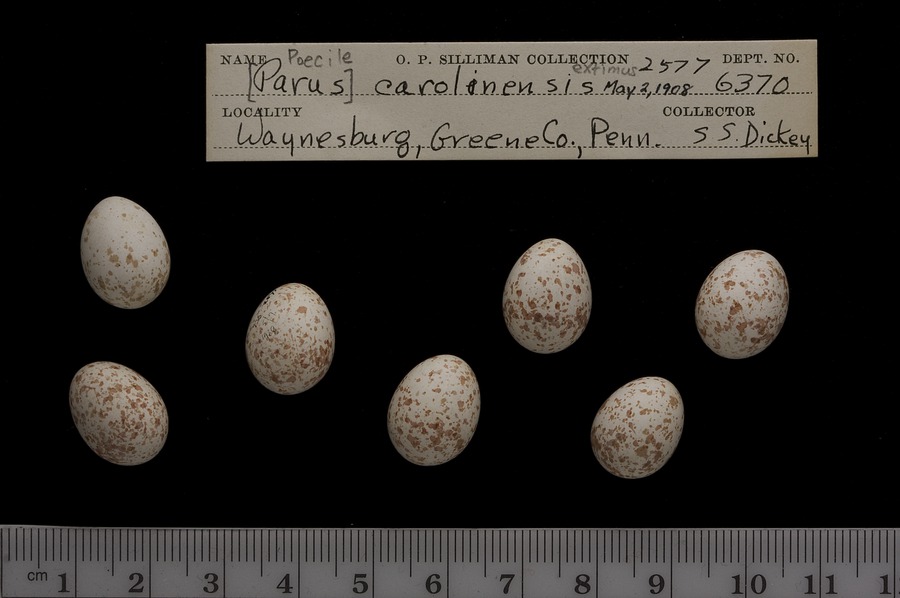 NAME Poecile O. P. SILLIMAN COLLECTION 2577 DEPT. NO.
[Parus] carolinensis extimus May 3, 1908 6370
LOCALITY COLLECTOR
Waynesburg, Greene Co., Penn. S S. Dickey
cm 1 2 3 4 5 6 7 8 9 10 11 1